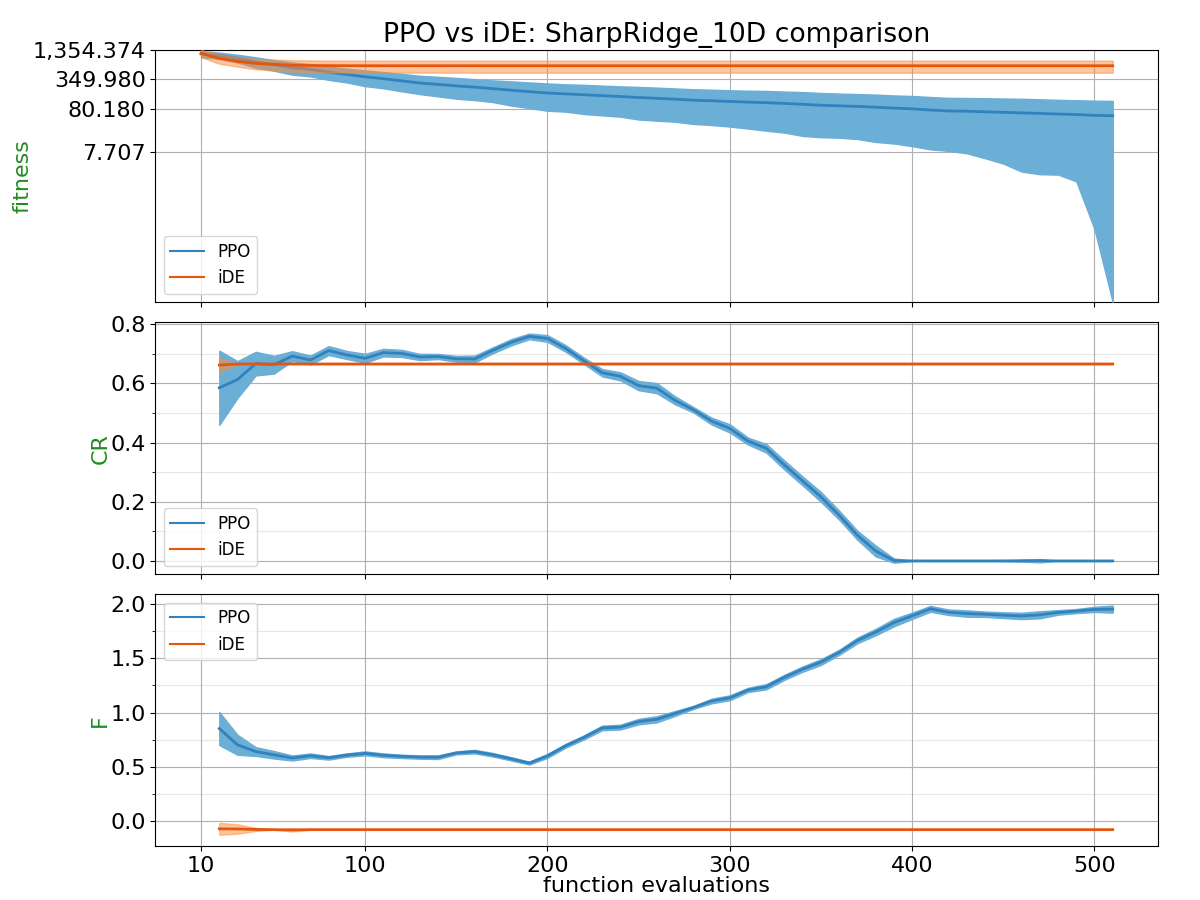 PPO vs iDE: SharpRidge_10D comparison
1,354.374
349.980
80.180
7.707
fitness
PPO
iDE
0.8
0.6
0.4
0.2
0.0
CR
PPO
iDE
2.0
1.5
1.0
0.5
0.0
F
PPO
iDE
10 100 200 300 400 500
function evaluations